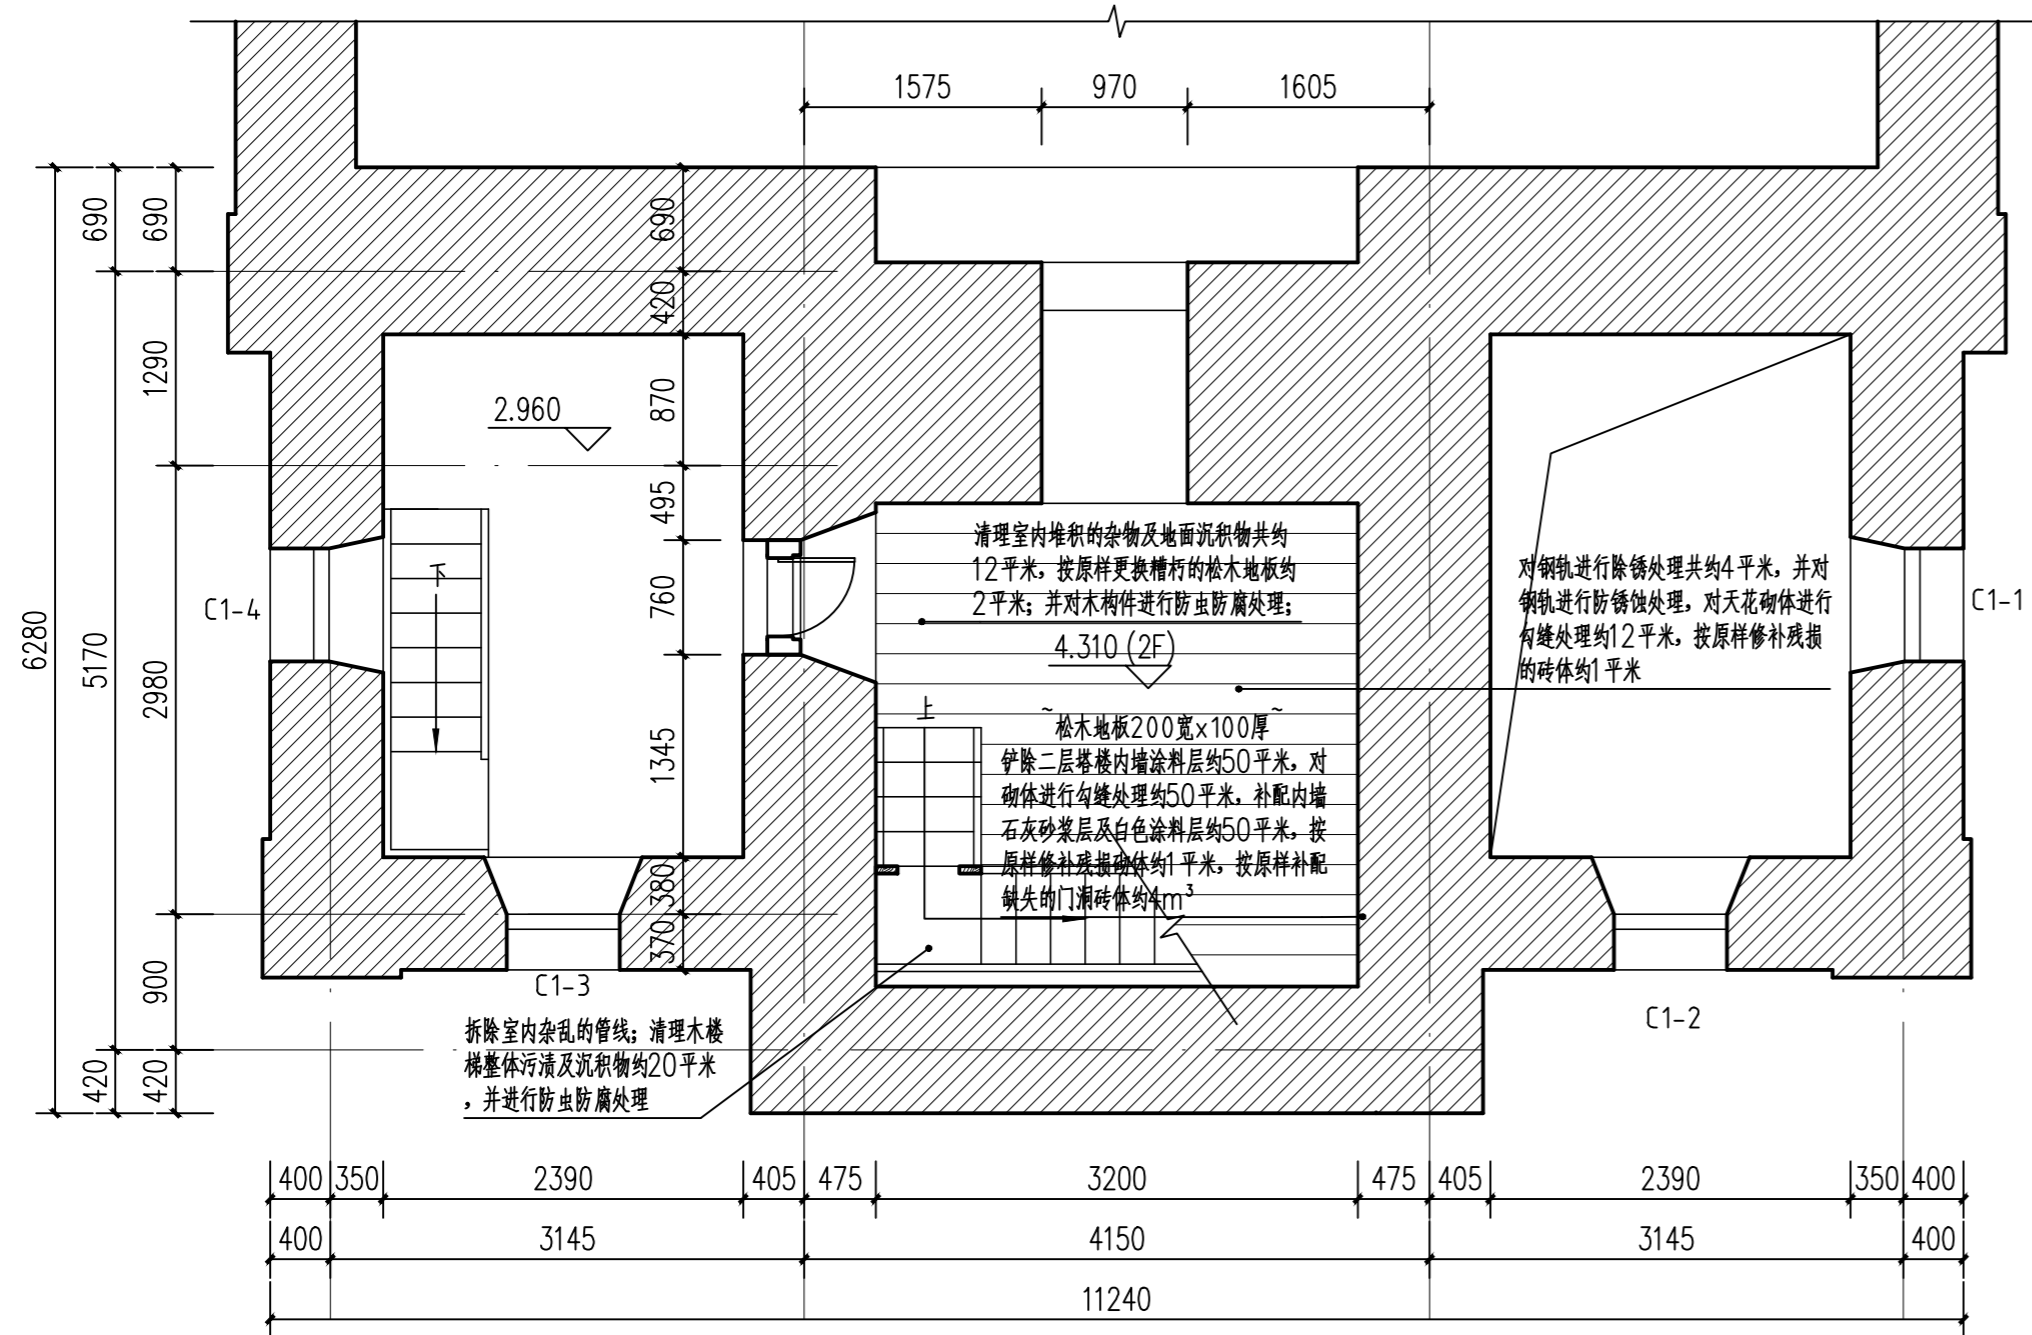 1575
970
1605
690
690
690
420
1290
870
2.960
495
下
清理室内堆积的杂物及地面沉积物共约
12平米，按原样更换糟朽的松木地板约
2平米；并对木构件进行防虫防腐处理；
对钢轨进行除锈处理共约4平米，并对
钢轨进行防锈蚀处理，对天花砌体进行
勾缝处理约12平米，按原样修补残损
的砖体约1平米
C1-4
C1-1
760
6280
5170
2980
4.310 (2F)
上
~松木地板200宽x100厚~
铲除二层塔楼内墙涂料层约50平米，对
砌体进行勾缝处理约50平米，补配内墙
石灰砂浆层及白色涂料层约50平米，按
原样修补残损砌体约1平米，按原样补配
缺失的门洞砖体约4m³
1345
380
370
900
C1-3
C1-2
拆除室内杂乱的管线；清理木楼
梯整体污渍及沉积物约20平米
，并进行防虫防腐处理
420
420
400 350 2390 405 475 3200 475 405 2390 350 400
400 3145 4150 3145 400
11240